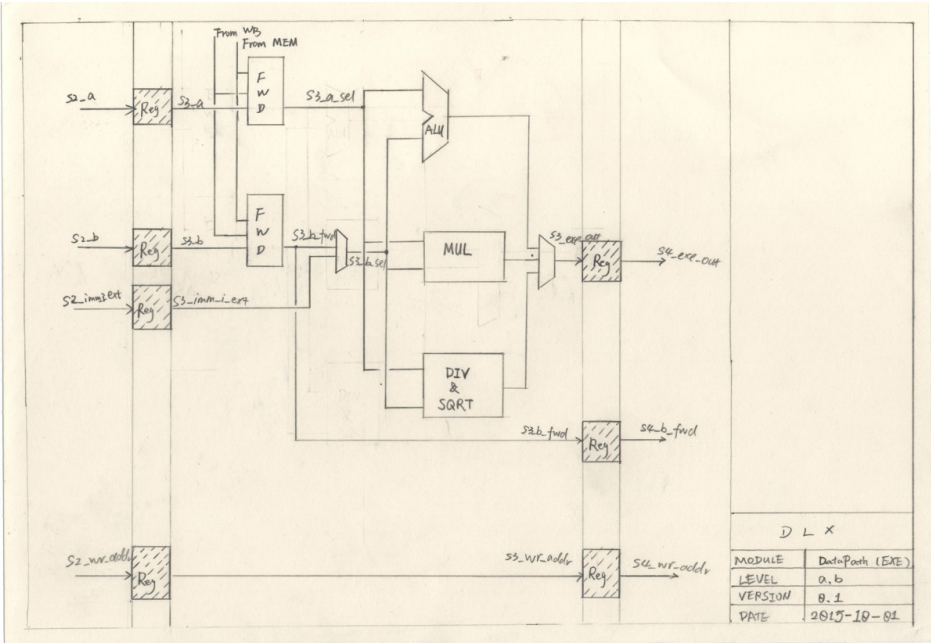 From WB
From MEM
F
W
D
S2_a
Reg
S3_a
S3_a_sel
ALU
F
W
D
S2_b
Reg
S3_b
S3_b_fwd
S3_b_sel
MUL
S3_exe_out
Reg
S4_exe_out
S3_imm_i_ext
Reg
DIV
&
SQRT
S3_b_fwd
Reg
S4_b_fwd
S2_wr_addr
Reg
S3_wr_addr
Reg
S4_wr_addr
DLX
MODULE DataPath (EXE)
LEVEL a.b
VERSION 0.1
DATE 2015-10-01